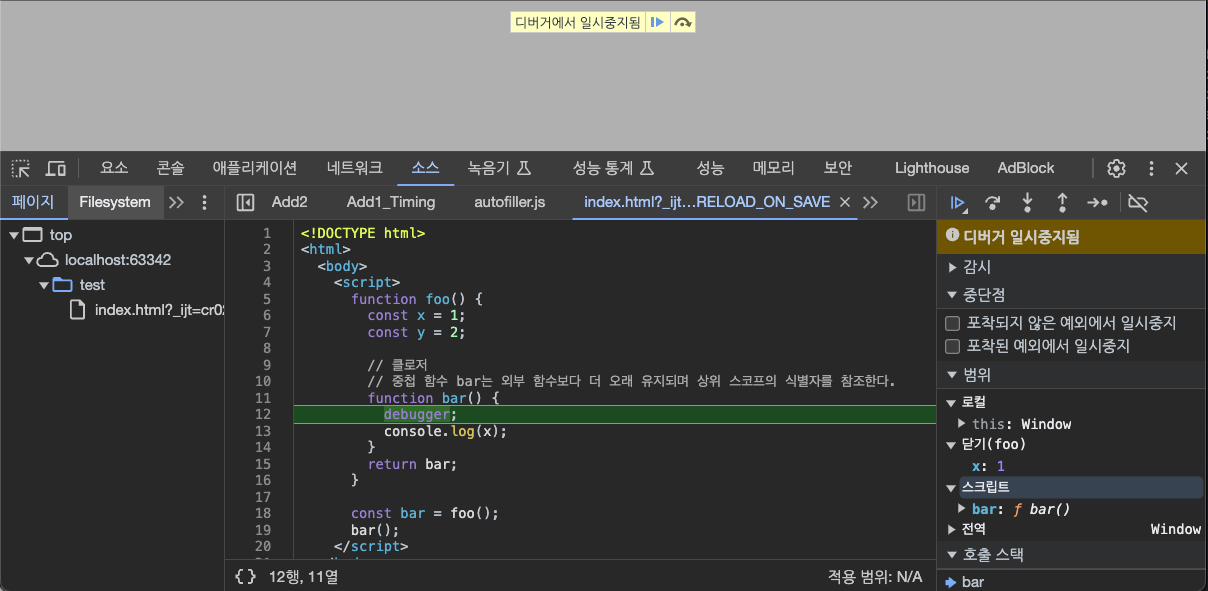 디버거에서 일시중지됨
요소 콘솔 애플리케이션 네트워크 소스 녹음기 성능 통계 성능 메모리 보안 Lighthouse AdBlock
페이지 Filesystem
Add2 Add1_Timing autofiller.js index.html?_ijt...RELOAD_ON_SAVE
top
localhost:63342
test
index.html?_ijt=cr0
1 <!DOCTYPE html>
2 <html>
3 <body>
4 <script>
5 function foo() {
6 const x = 1;
7 const y = 2;
8
9 // 클로저
10 // 중첩 함수 bar는 외부 함수보다 더 오래 유지되며 상위 스코프의 식별자를 참조한다.
11 function bar() {
12 debugger;
13 console.log(x);
14 }
15 return bar;
16 }
17
18 const bar = foo();
19 bar();
20 </script>
{ } 12행, 11열 적용 범위: N/A
디버거 일시중지됨
감시
중단점
포착되지 않은 예외에서 일시중지
포착된 예외에서 일시중지
범위
로컬
this: Window
닫기(foo)
x: 1
스크립트
bar: ƒ bar()
전역 Window
호출 스택
bar